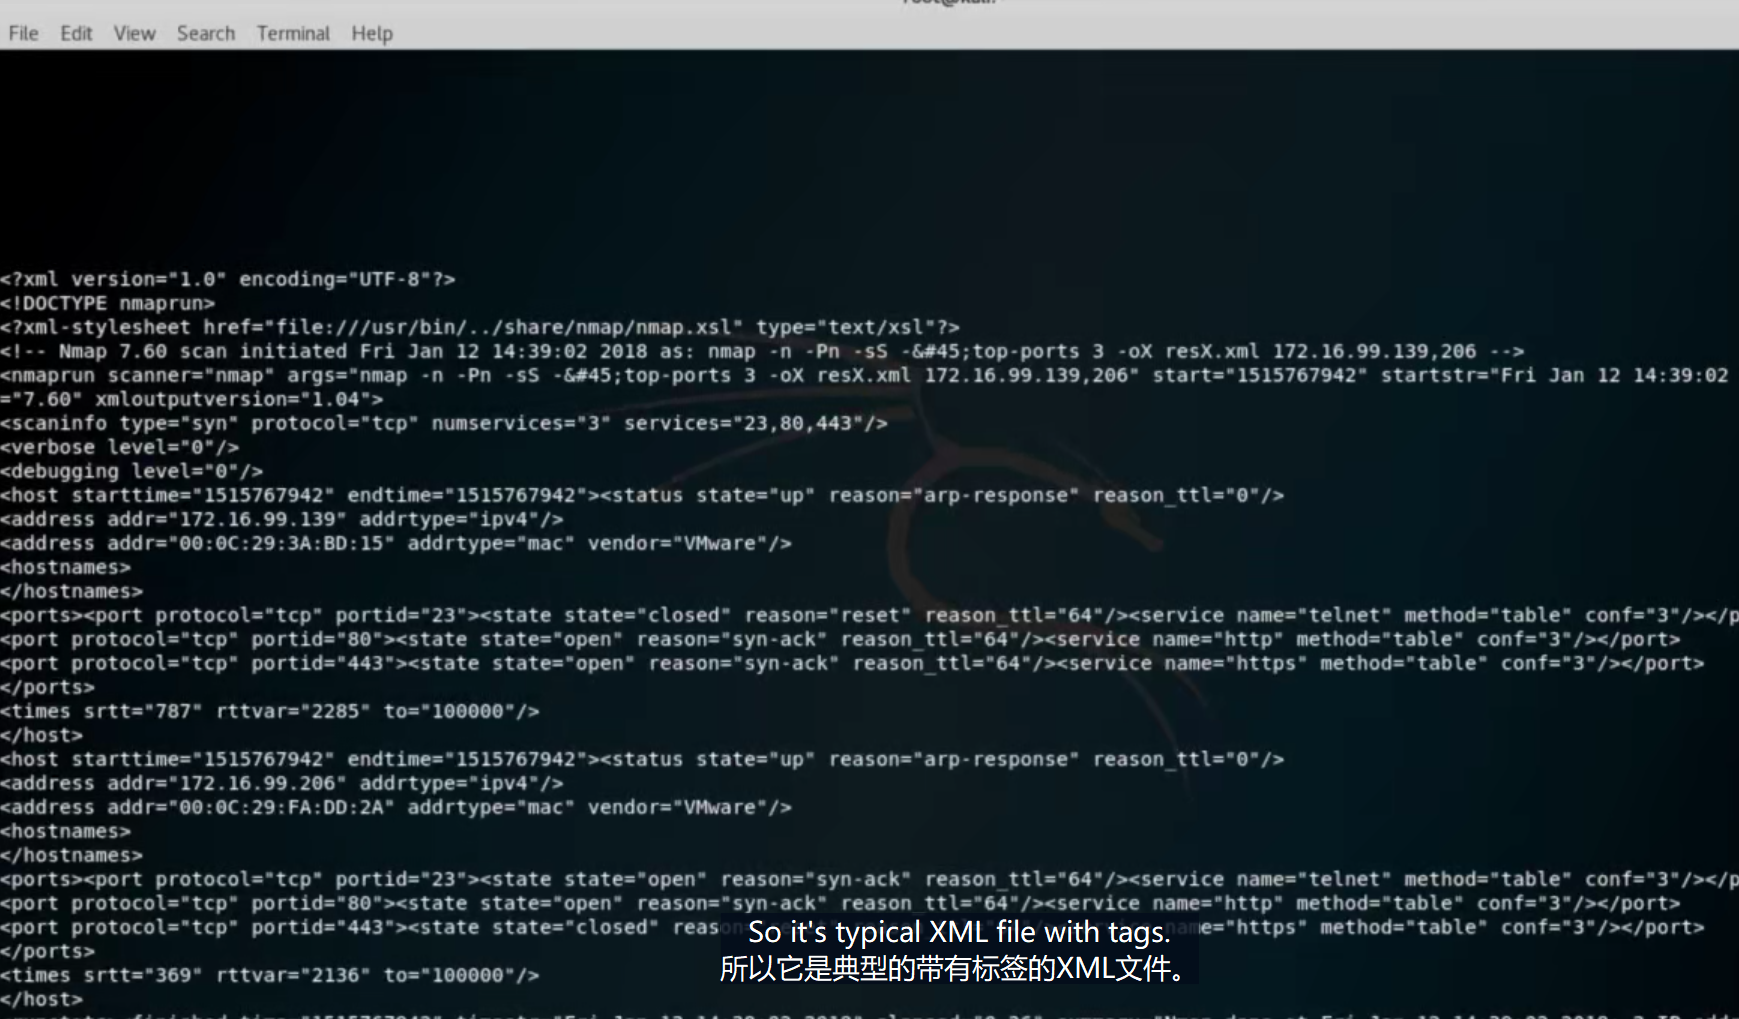 File Edit View Search Terminal Help
<?xml version="1.0" encoding="UTF-8"?>
<!DOCTYPE nmaprun>
<?xml-stylesheet href="file:///usr/bin/../share/nmap/nmap.xsl" type="text/xsl"?>
<!-- Nmap 7.60 scan initiated Fri Jan 12 14:39:02 2018 as: nmap -n -Pn -sS -&#45;top-ports 3 -oX resX.xml 172.16.99.139,206 -->
<nmaprun scanner="nmap" args="nmap -n -Pn -sS -&#45;top-ports 3 -oX resX.xml 172.16.99.139,206" start="1515767942" startstr="Fri Jan 12 14:39:02
="7.60" xmloutputversion="1.04">
<scaninfo type="syn" protocol="tcp" numservices="3" services="23,80,443"/>
<verbose level="0"/>
<debugging level="0"/>
<host starttime="1515767942" endtime="1515767942"><status state="up" reason="arp-response" reason_ttl="0"/>
<address addr="172.16.99.139" addrtype="ipv4"/>
<address addr="00:0C:29:3A:BD:15" addrtype="mac" vendor="VMware"/>
<hostnames>
</hostnames>
<ports><port protocol="tcp" portid="23"><state state="closed" reason="reset" reason_ttl="64"/><service name="telnet" method="table" conf="3"/></p
<port protocol="tcp" portid="80"><state state="open" reason="syn-ack" reason_ttl="64"/><service name="http" method="table" conf="3"/></port>
<port protocol="tcp" portid="443"><state state="open" reason="syn-ack" reason_ttl="64"/><service name="https" method="table" conf="3"/></port>
</ports>
<times srtt="787" rttvar="2285" to="100000"/>
</host>
<host starttime="1515767942" endtime="1515767942"><status state="up" reason="arp-response" reason_ttl="0"/>
<address addr="172.16.99.206" addrtype="ipv4"/>
<address addr="00:0C:29:FA:DD:2A" addrtype="mac" vendor="VMware"/>
<hostnames>
</hostnames>
<ports><port protocol="tcp" portid="23"><state state="open" reason="syn-ack" reason_ttl="64"/><service name="telnet" method="table" conf="3"/></p
<port protocol="tcp" portid="80"><state state="open" reason="syn-ack" reason_ttl="64"/><service name="http" method="table" conf="3"/></port>
<port protocol="tcp" portid="443"><state state="closed" reason="https" method="table" conf="3"/></port>
So it's typical XML file with tags.
所以它是典型的带有标签的XML文件。
</ports>
<times srtt="369" rttvar="2136" to="100000"/>
</host>